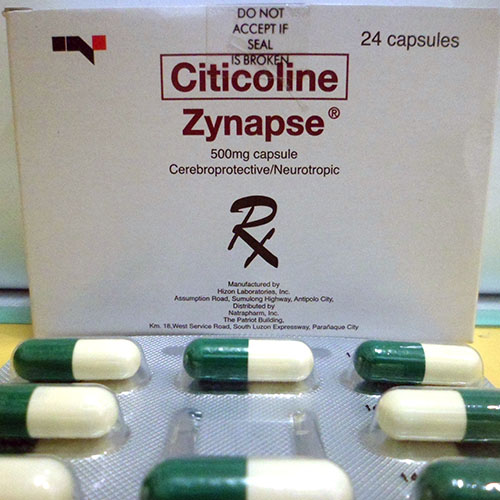 DO NOT
ACCEPT IF
SEAL
IS BROKEN
24 capsules
Citicoline
Zynapse®
500mg capsule
Cerebroprotective/Neurotropic
Rx
Manufactured by
Hizon Laboratories, Inc.
Assumption Road, Sumulong Highway, Antipolo City,
Distributed by
Natrapharm, Inc.
The Patriot Building,
Km. 18,West Service Road, South Luzon Expressway, Parañaque City